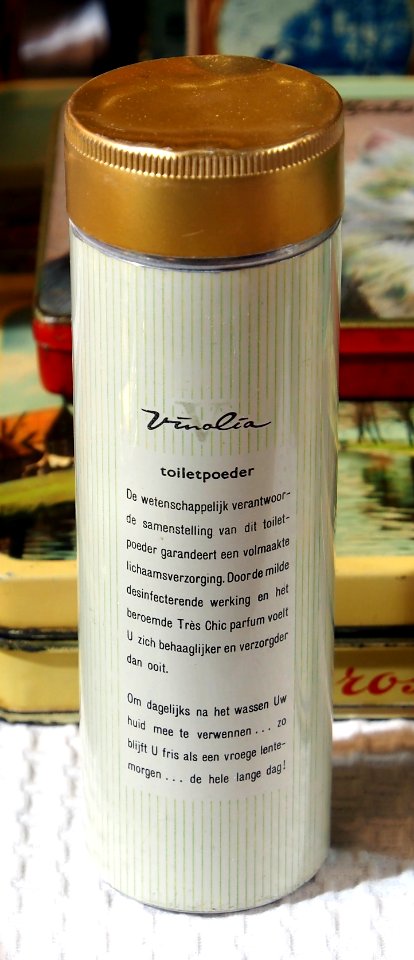 Vinolia
toiletpoeder
De wetenschappelijk verantwoor-
de samenstelling van dit toilet-
poeder garandeert een volmaakte
lichaamsverzorging. Door de milde
desinfecterende werking en het
beroemde Très Chic parfum voelt
U zich behaaglijker en verzorgder
dan ooit.
Om dagelijks na het wassen Uw
huid mee te verwennen... zo
blijft U fris als een vroege lente-
morgen... de hele lange dag!
ros